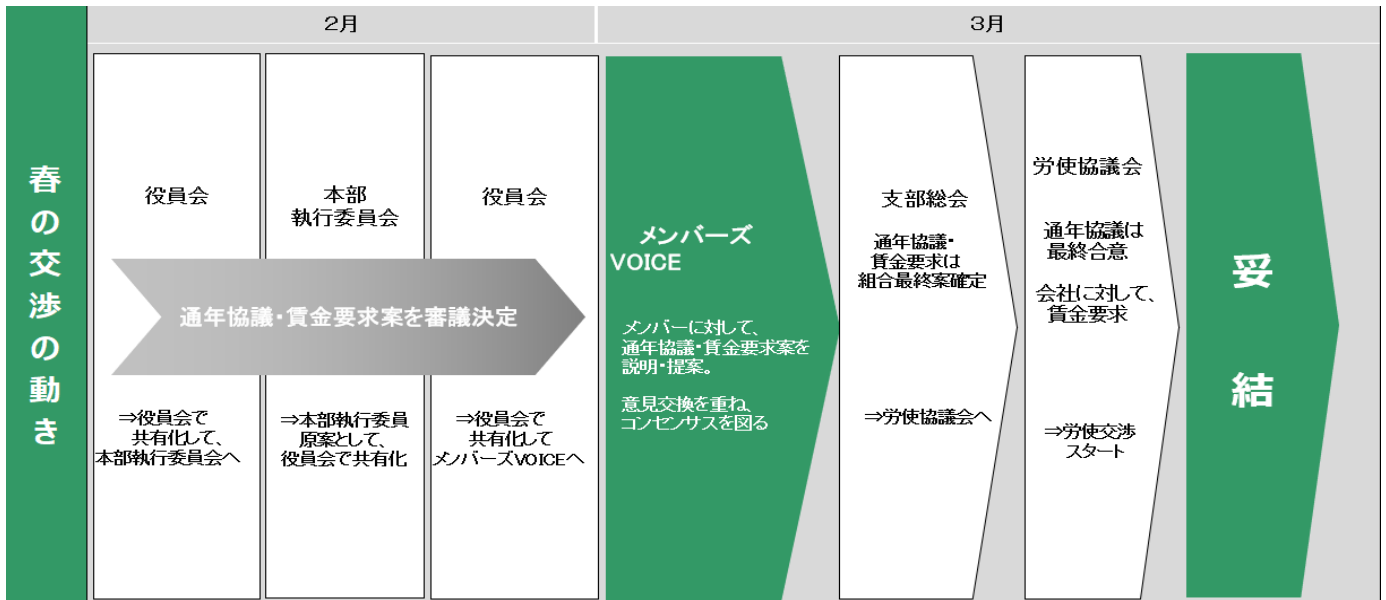 春の交渉の動き
2月
3月
役員会
本部
執行委員会
役員会
通年協議・賃金要求案を審議決定
⇒役員会で
共有化して、
本部執行委員会へ
⇒本部執行委員
原案として、
役員会で共有化
⇒役員会で
共有化して
メンバーズVOICEへ
メンバーズ
VOICE
メンバーに対して、
通年協議・賃金要求案を
説明・提案。
意見交換を重ね、
コンセンサスを図る
支部総会
通年協議・
賃金要求は
組合最終案確定
⇒労使協議会へ
労使協議会
通年協議は
最終合意
会社に対して、
賃金要求
⇒労使交渉
スタート
妥結